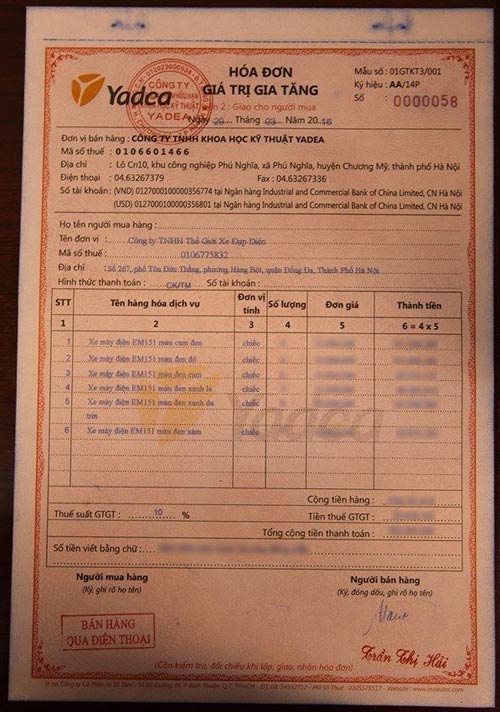 Yadea
CÔNG TY
KỸ THUẬT
YADEA
HÓA ĐƠN
GIÁ TRỊ GIA TĂNG
Liên 2: Giao cho người mua
Ngày 29 Tháng 03 Năm 2016
Mẫu số : 01GTKT3/001
Ký hiệu : AA/14P
Số : 0000058
Đơn vị bán hàng : CÔNG TY TNHH KHOA HỌC KỸ THUẬT YADEA
Mã số thuế : 0106601466
Địa chỉ : Lô Cn10, khu công nghiệp Phú Nghĩa, xã Phú Nghĩa, huyện Chương Mỹ, thành phố Hà Nội
Điện thoại : 04.63267379 Fax : 04.63267336
Số tài khoản: (VND) 0127000100000356774 tại Ngân hàng Industrial and Commercial Bank of China Limited, CN Hà Nội
(USD) 0127000100000356801 tại Ngân hàng Industrial and Commercial Bank of China Limited, CN Hà Nội
Họ tên người mua hàng :
Tên đơn vị : Công ty TNHH Thế Giới Xe Đạp Điện
Mã số thuế : 0106775832
Địa chỉ : Số 267, phố Tôn Đức Thắng, phường Hàng Bột, quận Đống Đa, Thành Phố Hà Nội
Hình thức thanh toán : CK/TM Số tài khoản :
STT Tên hàng hóa dịch vụ Đơn vị tính Số lượng Đơn giá Thành tiền
1 2 3 4 5 6 = 4 x 5
1 Xe máy điện EM151 màu cam đen chiếc
2 Xe máy điện EM151 màu đen đỏ chiếc
3 Xe máy điện EM151 màu đen cam chiếc
4 Xe máy điện EM151 màu đen xanh lá chiếc
5 Xe máy điện EM151 màu đen xanh da trời chiếc
6 Xe máy điện EM151 màu đen xám chiếc
Yadea
Cộng tiền hàng :
Thuế suất GTGT : 10 % Tiền thuế GTGT :
Tổng cộng tiền thanh toán :
Số tiền viết bằng chữ :
Người mua hàng Người bán hàng
(Ký, ghi rõ họ tên) (Ký, đóng dấu, ghi rõ họ tên)
BÁN HÀNG
QUA ĐIỆN THOẠI
Trần Thị Hải
(Cần kiểm tra, đối chiếu khi lập, giao, nhận hóa đơn)